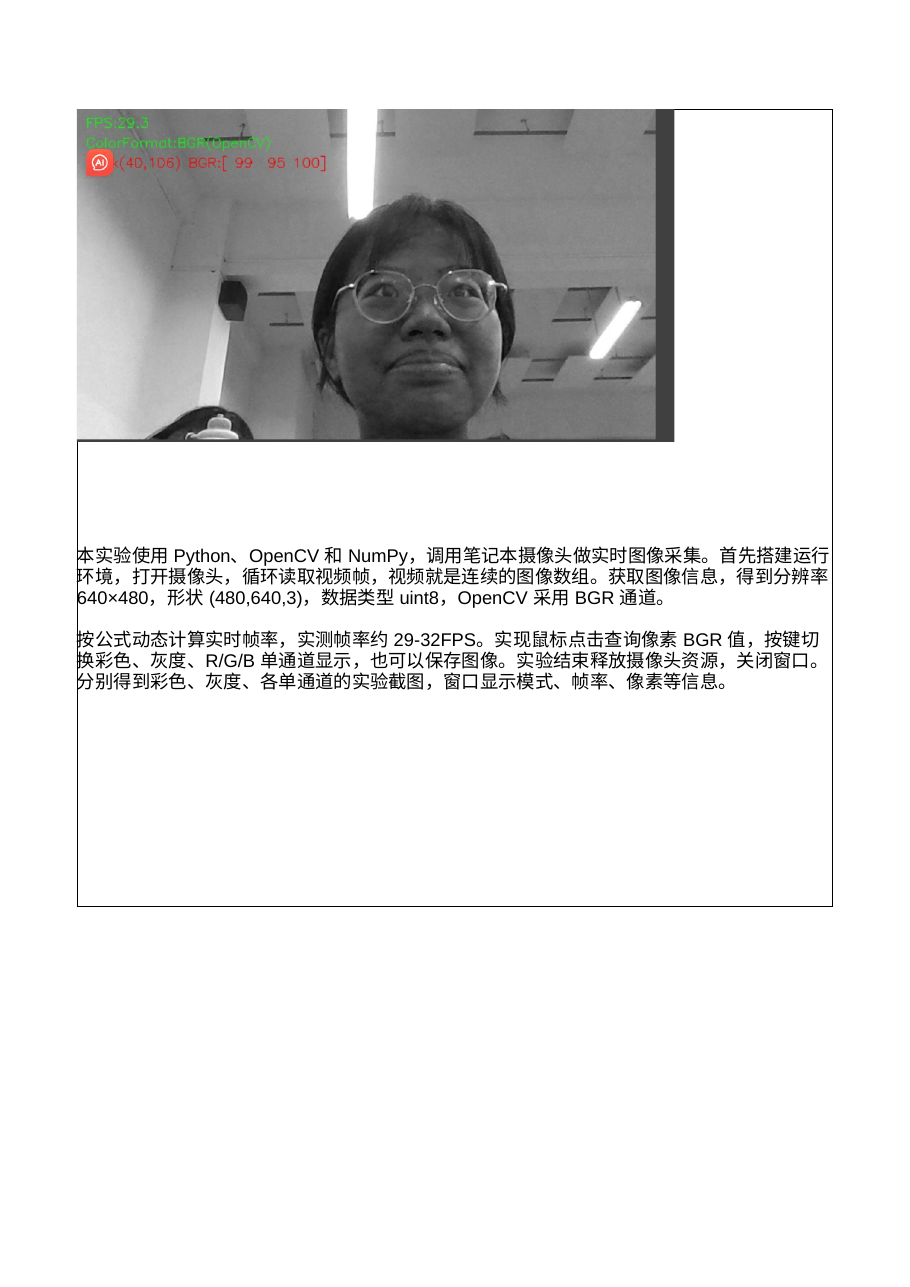 FPS:29.3
ColorFormat:BGR(OpenCV)
AI k(40,106) BGR:[ 99 95 100]
本实验使用 Python、OpenCV 和 NumPy，调用笔记本摄像头做实时图像采集。首先搭建运行
环境，打开摄像头，循环读取视频帧，视频就是连续的图像数组。获取图像信息，得到分辨率
640×480，形状 (480,640,3)，数据类型 uint8，OpenCV 采用 BGR 通道。
按公式动态计算实时帧率，实测帧率约 29-32FPS。实现鼠标点击查询像素 BGR 值，按键切
换彩色、灰度、R/G/B 单通道显示，也可以保存图像。实验结束释放摄像头资源，关闭窗口。
分别得到彩色、灰度、各单通道的实验截图，窗口显示模式、帧率、像素等信息。